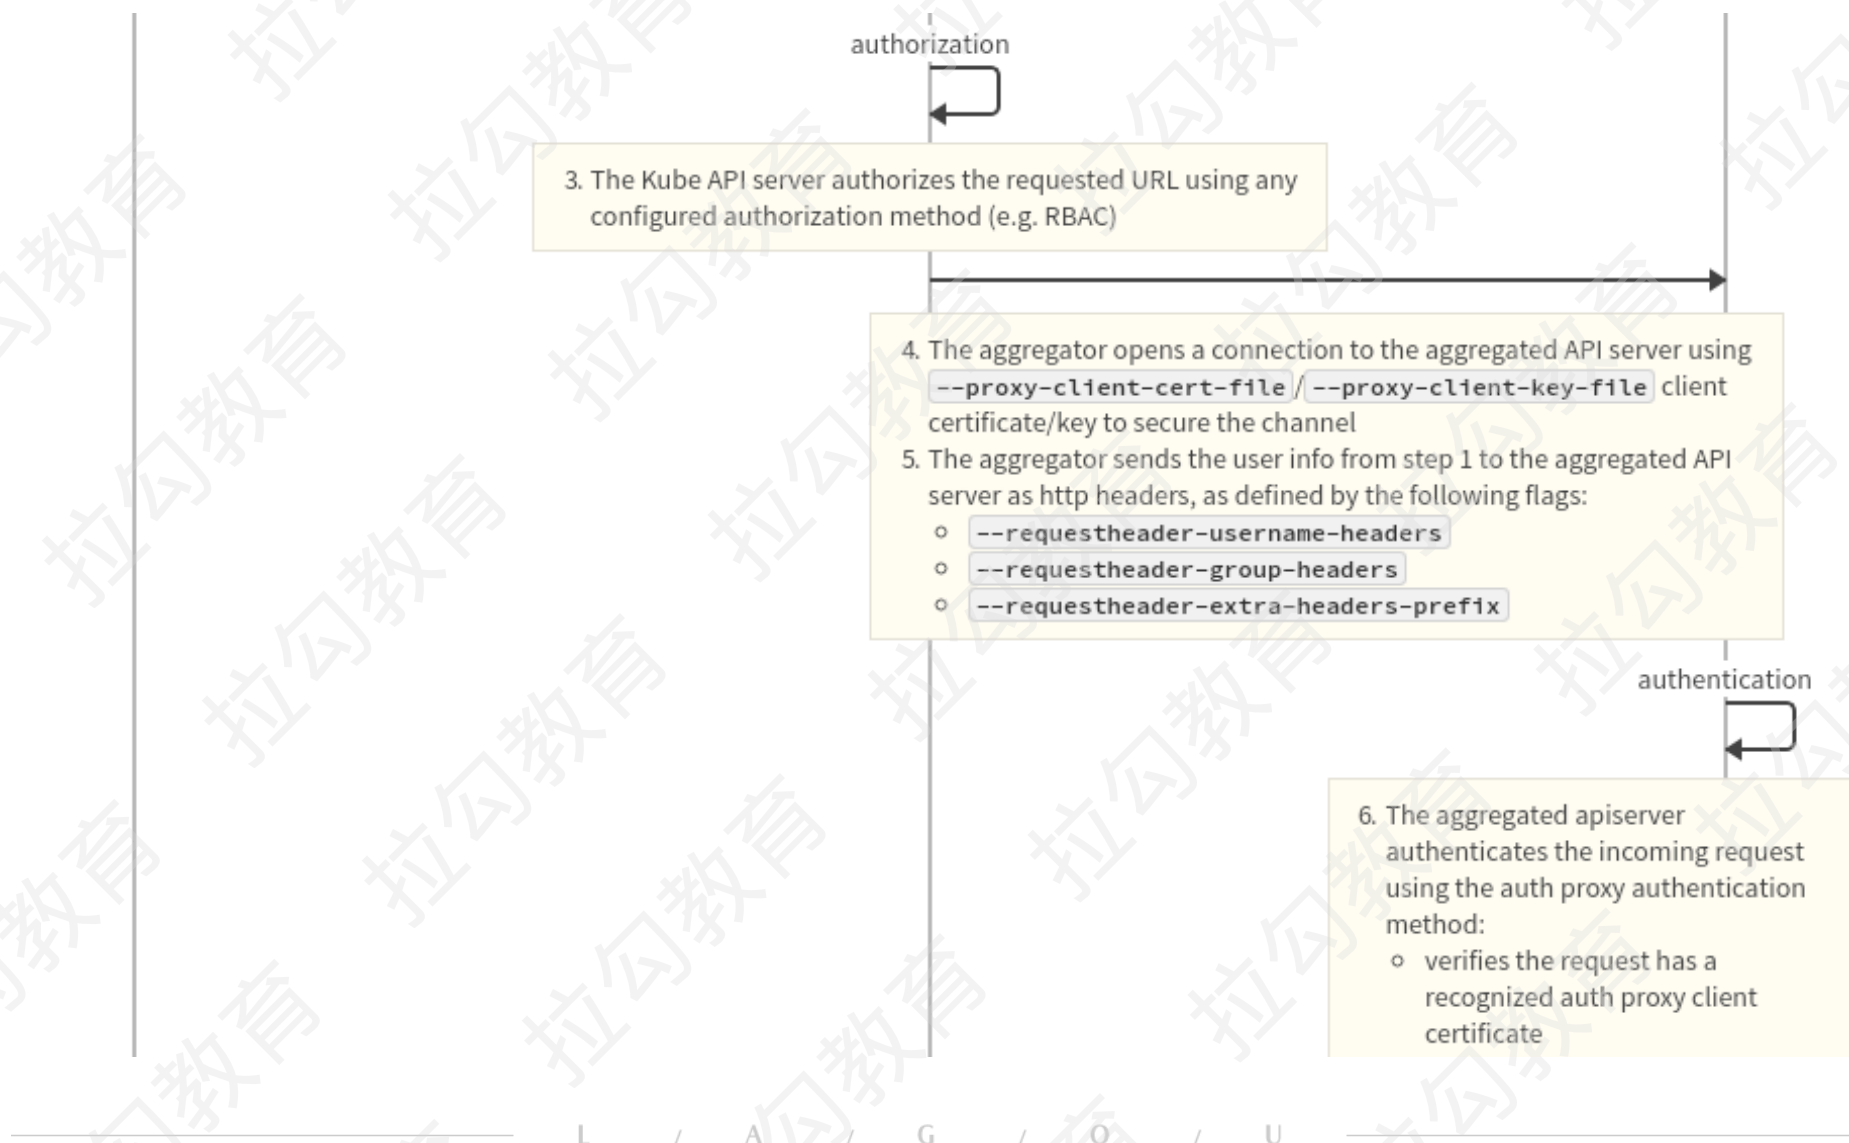 authorization
3. The Kube API server authorizes the requested URL using any
configured authorization method (e.g. RBAC)
4. The aggregator opens a connection to the aggregated API server using
--proxy-client-cert-file/--proxy-client-key-file client
certificate/key to secure the channel
5. The aggregator sends the user info from step 1 to the aggregated API
server as http headers, as defined by the following flags:
--requestheader-username-headers
--requestheader-group-headers
--requestheader-extra-headers-prefix
authentication
6. The aggregated apiserver
authenticates the incoming request
using the auth proxy authentication
method:
verifies the request has a
recognized auth proxy client
certificate
L / A / G / O / U
拉勾教育